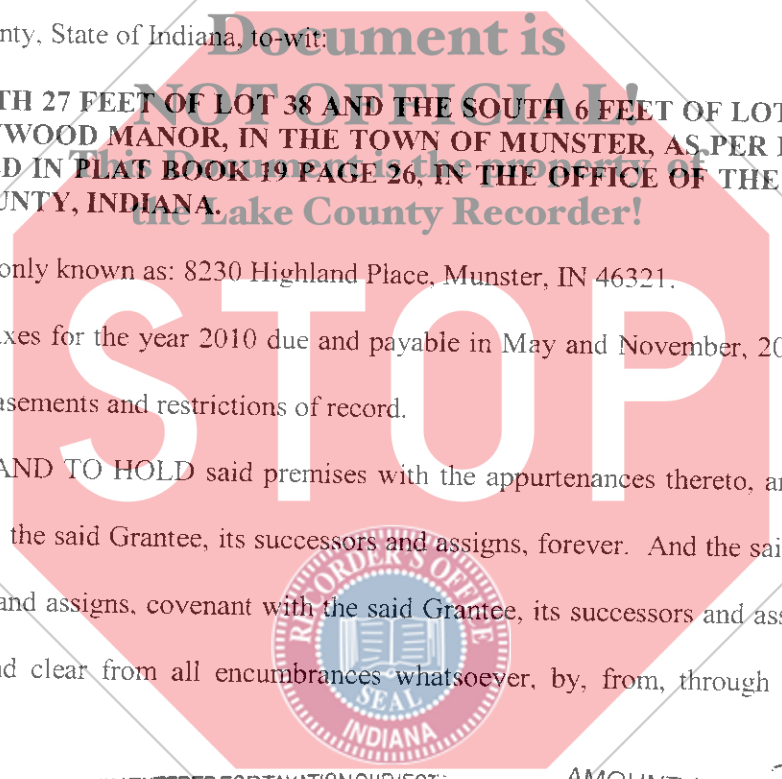 nty, State of Indiana, to-wit:
Document is
NOT OFFICIAL!
TH 27 FEET OF LOT 38 AND THE SOUTH 6 FEET OF LOT
WOOD MANOR, IN THE TOWN OF MUNSTER, AS PER
This Document is the property of
D IN PLAT BOOK 19 PAGE 26, IN THE OFFICE OF THE
UNTY, INDIANA.
the Lake County Recorder!
only known as: 8230 Highland Place, Munster, IN 46321.
STOP
axes for the year 2010 due and payable in May and November, 20
asements and restrictions of record.
AND TO HOLD said premises with the appurtenances thereto, a
the said Grantee, its successors and assigns, forever. And the sai
RECORDER'S OFFICE
and assigns, covenant with the said Grantee, its successors and ass
nd clear from all encumbrances whatsoever, by, from, through
SEAL
INDIANA
AMOUNT